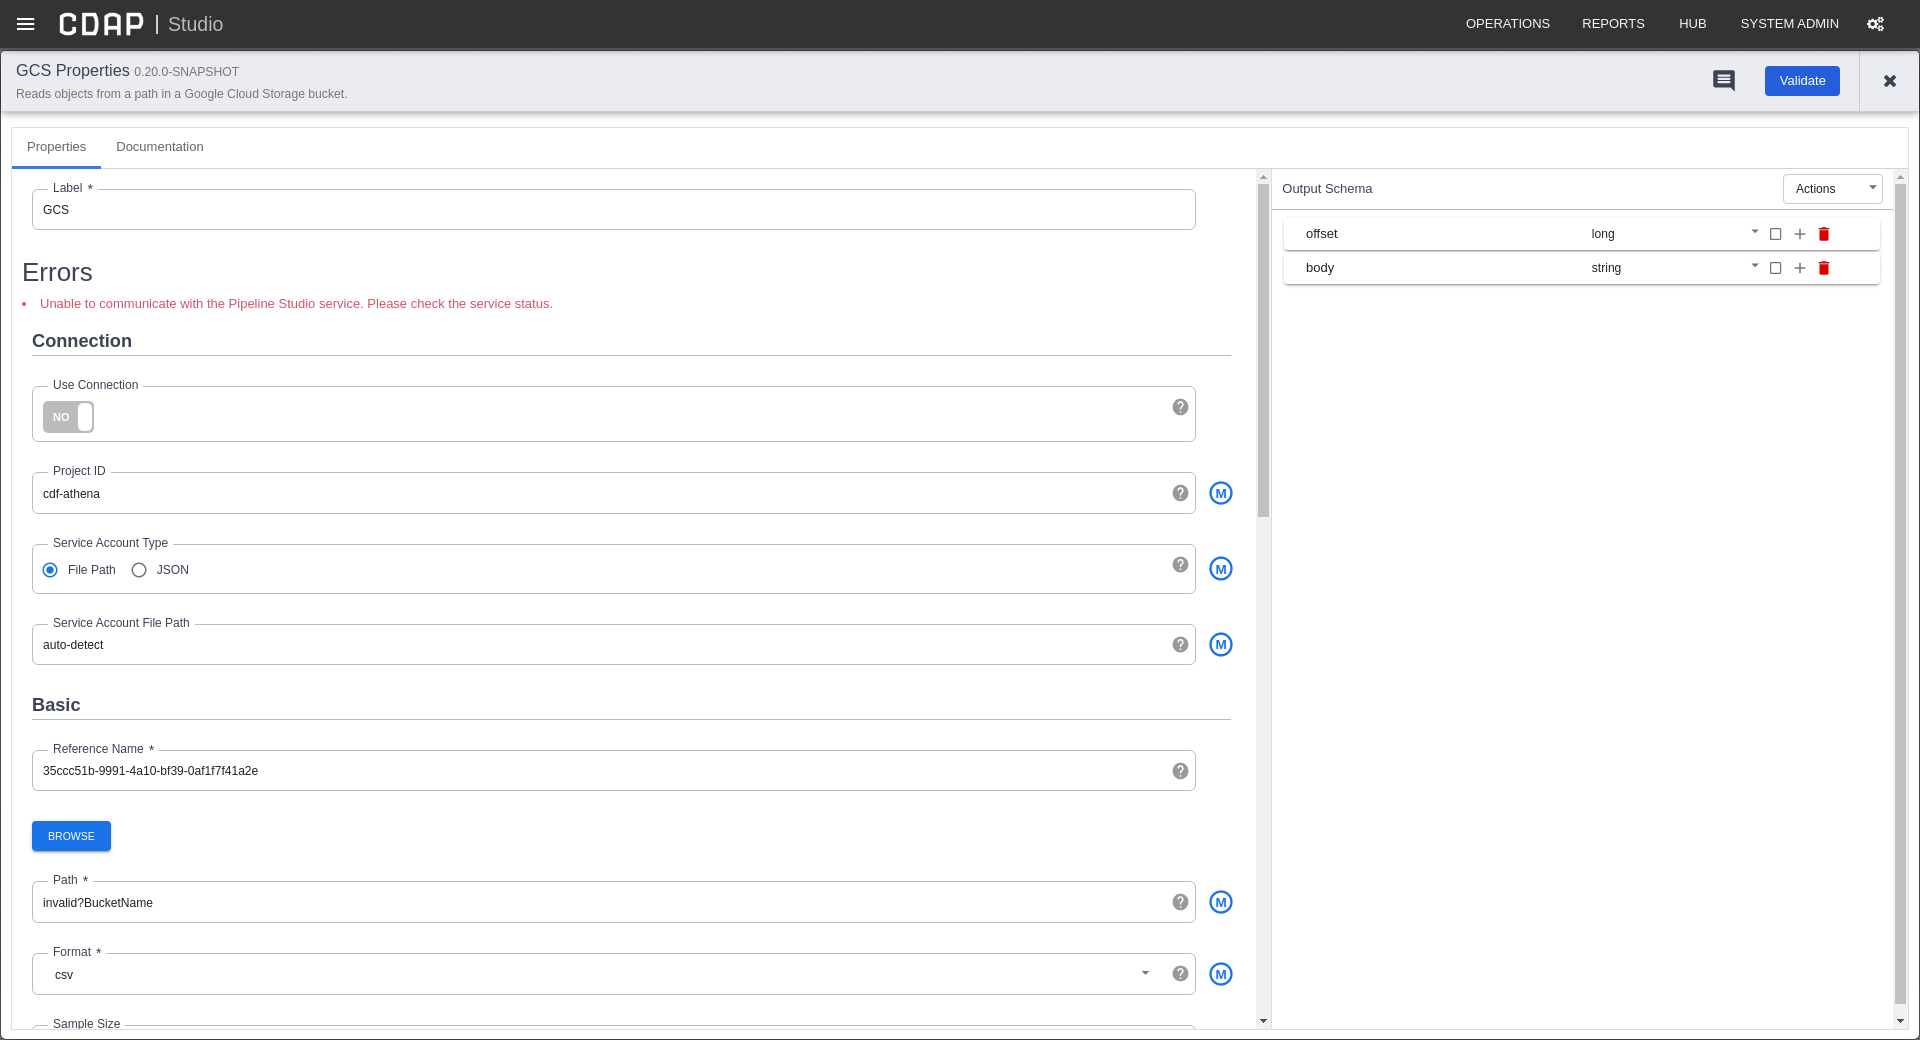 CDAP | Studio
OPERATIONS REPORTS HUB SYSTEM ADMIN
GCS Properties 0.20.0-SNAPSHOT
Reads objects from a path in a Google Cloud Storage bucket.
Validate
Properties Documentation
Label *
GCS
Errors
• Unable to communicate with the Pipeline Studio service. Please check the service status.
Connection
Use Connection
NO
Project ID
cdf-athena
M
Service Account Type
File Path JSON
M
Service Account File Path
auto-detect
M
Basic
Reference Name *
35ccc51b-9991-4a10-bf39-0af1f7f41a2e
BROWSE
Path *
invalid?BucketName
M
Format *
csv
M
Sample Size
Output Schema
Actions
offset long
body string